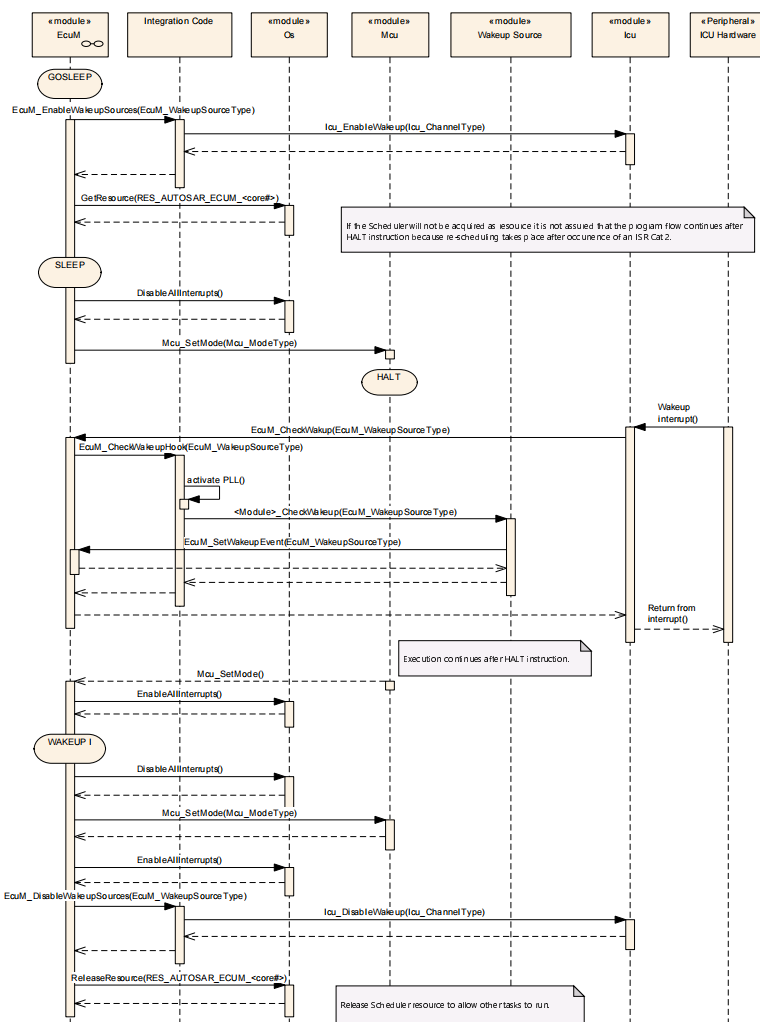 «module»
EcuM
Integration Code
«module»
Os
«module»
Mcu
«module»
Wakeup Source
«module»
Icu
«Peripheral»
ICU Hardware
GOSLEEP
EcuM_EnableWakeupSources(EcuM_WakeupSourceType)
Icu_EnableWakeup(Icu_ChannelType)
GetResource(RES_AUTOSAR_ECUM_<core#>)
If the Scheduler will not be acquired as resource it is not assured that the program flow continues after
HALT instruction because re-scheduling takes place after occurence of an ISR Cat 2.
SLEEP
DisableAllInterrupts()
Mcu_SetMode(Mcu_ModeType)
HALT
Wakeup
interrupt()
EcuM_CheckWakup(EcuM_WakeupSourceType)
EcuM_CheckWakeupHook(EcuM_WakeupSourceType)
activate PLL()
<Module>_CheckWakeup(EcuM_WakeupSourceType)
EcuM_SetWakeupEvent(EcuM_WakeupSourceType)
Return from
interrupt()
Execution continues after HALT instruction.
Mcu_SetMode()
EnableAllInterrupts()
WAKEUP I
DisableAllInterrupts()
Mcu_SetMode(Mcu_ModeType)
EnableAllInterrupts()
EcuM_DisableWakeupSources(EcuM_WakeupSourceType)
Icu_DisableWakeup(Icu_ChannelType)
ReleaseResource(RES_AUTOSAR_ECUM_<core#>)
Release Scheduler resource to allow other tasks to run.